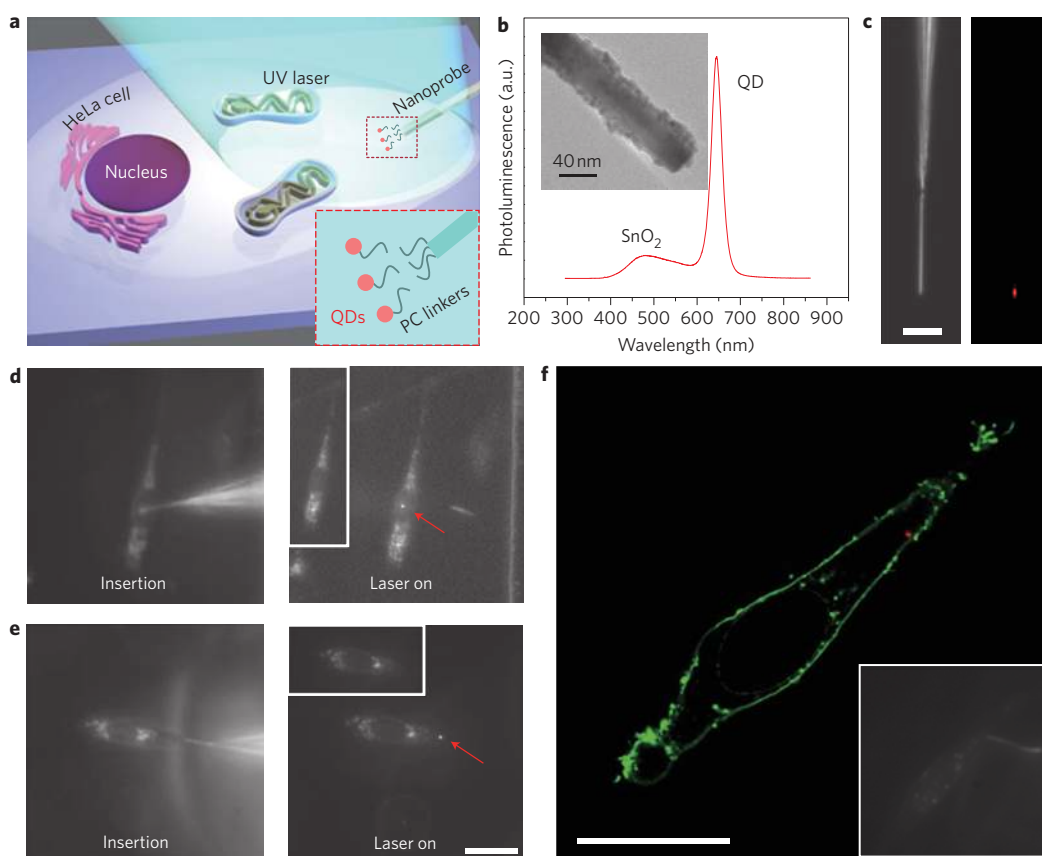 a
UV laser
Nanoprobe
HeLa cell
Nucleus
QDs
PC linkers
b
Photoluminescence (a.u.)
QD
40 nm
SnO₂
200 300 400 500 600 700 800 900
Wavelength (nm)
c
d
Insertion
Laser on
e
Insertion
Laser on
f